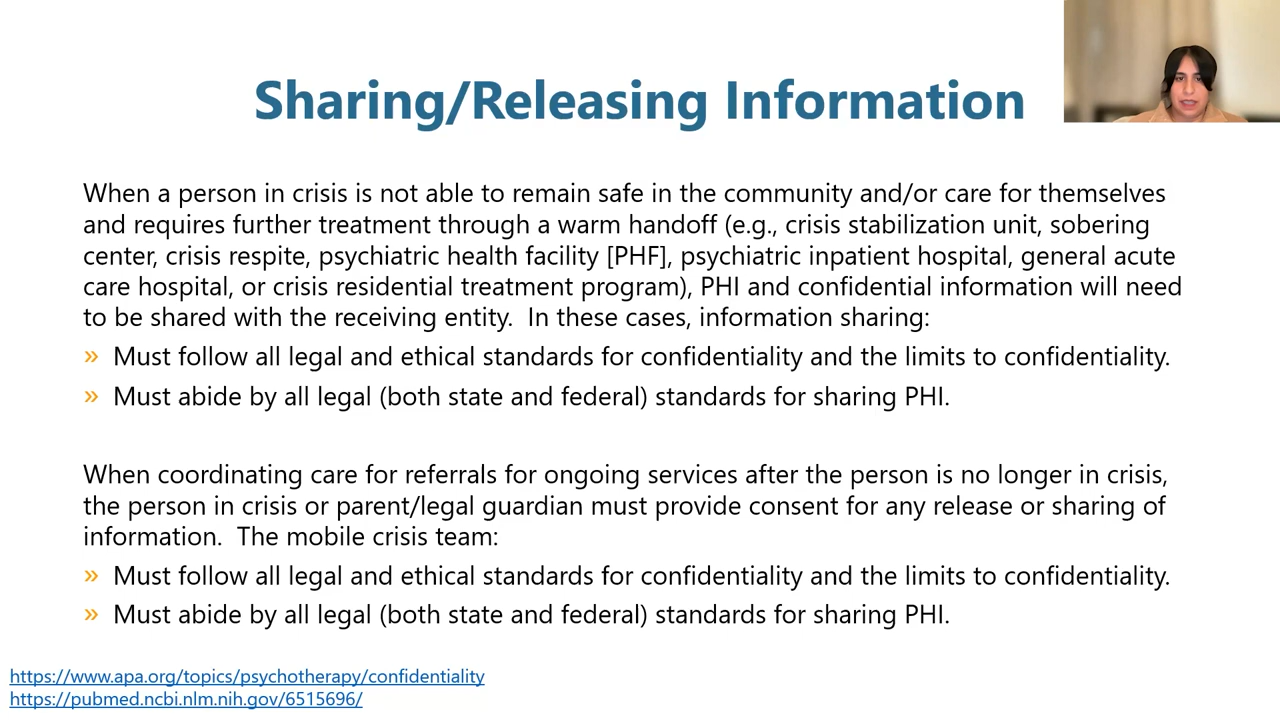 Sharing/Releasing Information
When a person in crisis is not able to remain safe in the community and/or care for themselves
and requires further treatment through a warm handoff (e.g., crisis stabilization unit, sobering
center, crisis respite, psychiatric health facility [PHF], psychiatric inpatient hospital, general acute
care hospital, or crisis residential treatment program), PHI and confidential information will need
to be shared with the receiving entity.  In these cases, information sharing:
» Must follow all legal and ethical standards for confidentiality and the limits to confidentiality.
» Must abide by all legal (both state and federal) standards for sharing PHI.
When coordinating care for referrals for ongoing services after the person is no longer in crisis,
the person in crisis or parent/legal guardian must provide consent for any release or sharing of
information.  The mobile crisis team:
» Must follow all legal and ethical standards for confidentiality and the limits to confidentiality.
» Must abide by all legal (both state and federal) standards for sharing PHI.
https://www.apa.org/topics/psychotherapy/confidentiality
https://pubmed.ncbi.nlm.nih.gov/6515696/